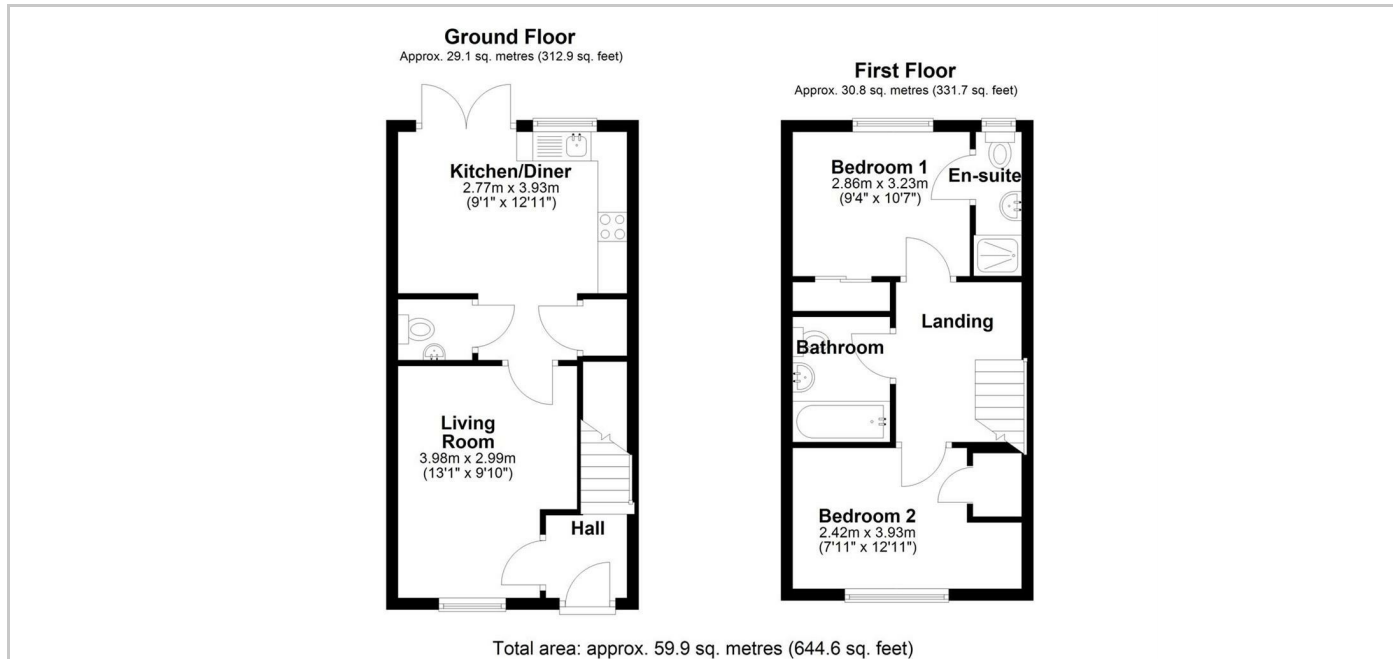 Ground Floor
Approx. 29.1 sq. metres (312.9 sq. feet)
Kitchen/Diner
2.77m x 3.93m
(9'1" x 12'11")
Living
Room
3.98m x 2.99m
(13'1" x 9'10")
Hall
First Floor
Approx. 30.8 sq. metres (331.7 sq. feet)
Bedroom 1
2.86m x 3.23m
(9'4" x 10'7")
En-suite
Landing
Bathroom
Bedroom 2
2.42m x 3.93m
(7'11" x 12'11")
Total area: approx. 59.9 sq. metres (644.6 sq. feet)